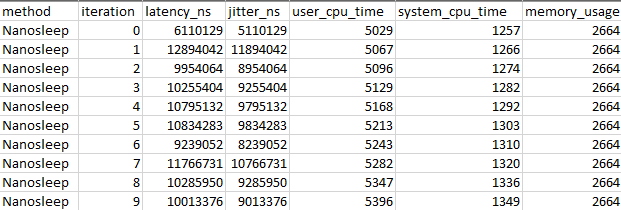 method iteration latency_ns jitter_ns user_cpu_time system_cpu_time memory_usage
Nanosleep 0 6110129 5110129 5029 1257 2664
Nanosleep 1 12894042 11894042 5067 1266 2664
Nanosleep 2 9954064 8954064 5096 1274 2664
Nanosleep 3 10255404 9255404 5129 1282 2664
Nanosleep 4 10795132 9795132 5168 1292 2664
Nanosleep 5 10834283 9834283 5213 1303 2664
Nanosleep 6 9239052 8239052 5243 1310 2664
Nanosleep 7 11766731 10766731 5282 1320 2664
Nanosleep 8 10285950 9285950 5347 1336 2664
Nanosleep 9 10013376 9013376 5396 1349 2664